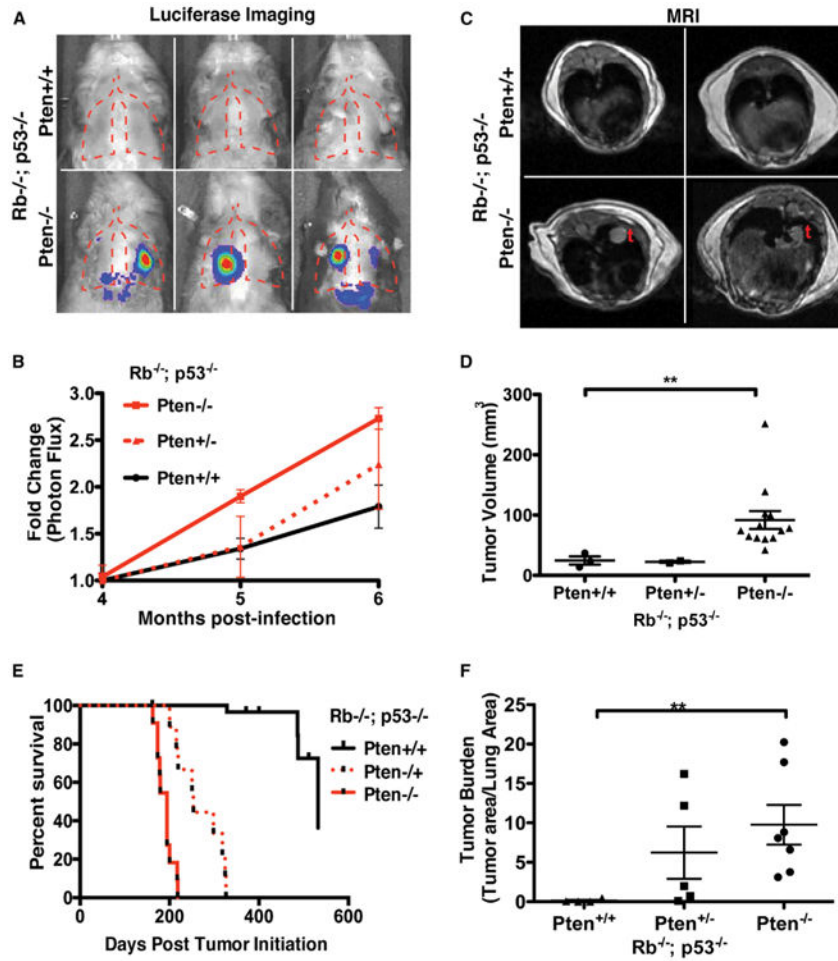 A
Luciferase Imaging
Rb-/-; p53-/-
Pten+/+
Pten-/-
C
MRI
Rb-/-; p53-/-
Pten+/+
Pten-/-
t
t
B
Rb-/-; p53-/-
Pten-/-
Pten+/-
Pten+/+
Fold Change
(Photon Flux)
3.0
2.5
2.0
1.5
1.0
4
5
6
Months post-infection
D
**
Tumor Volume (mm3)
300
200
100
0
Pten+/+
Pten+/-
Pten-/-
Rb-/-; p53-/-
E
Rb-/-; p53-/-
Pten+/+
Pten-/+
Pten-/-
Percent survival
100
80
60
40
20
0
0
200
400
600
Days Post Tumor Initiation
F
**
Tumor Burden
(Tumor area/Lung Area)
25
20
15
10
5
0
Pten+/+
Pten+/-
Pten-/-
Rb-/-; p53-/-